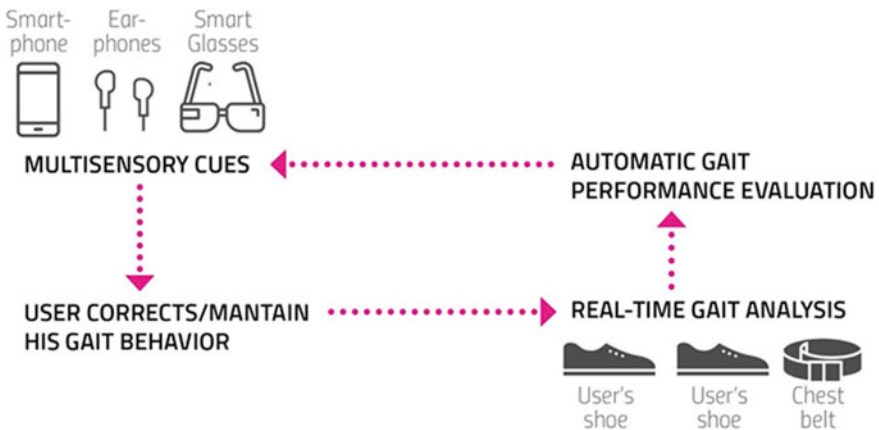 Smart-
phone
Ear-
phones
Smart
Glasses
MULTISENSORY CUES
AUTOMATIC GAIT
PERFORMANCE EVALUATION
USER CORRECTS/MANTAIN
HIS GAIT BEHAVIOR
REAL-TIME GAIT ANALYSIS
User's
shoe
User's
shoe
Chest
belt